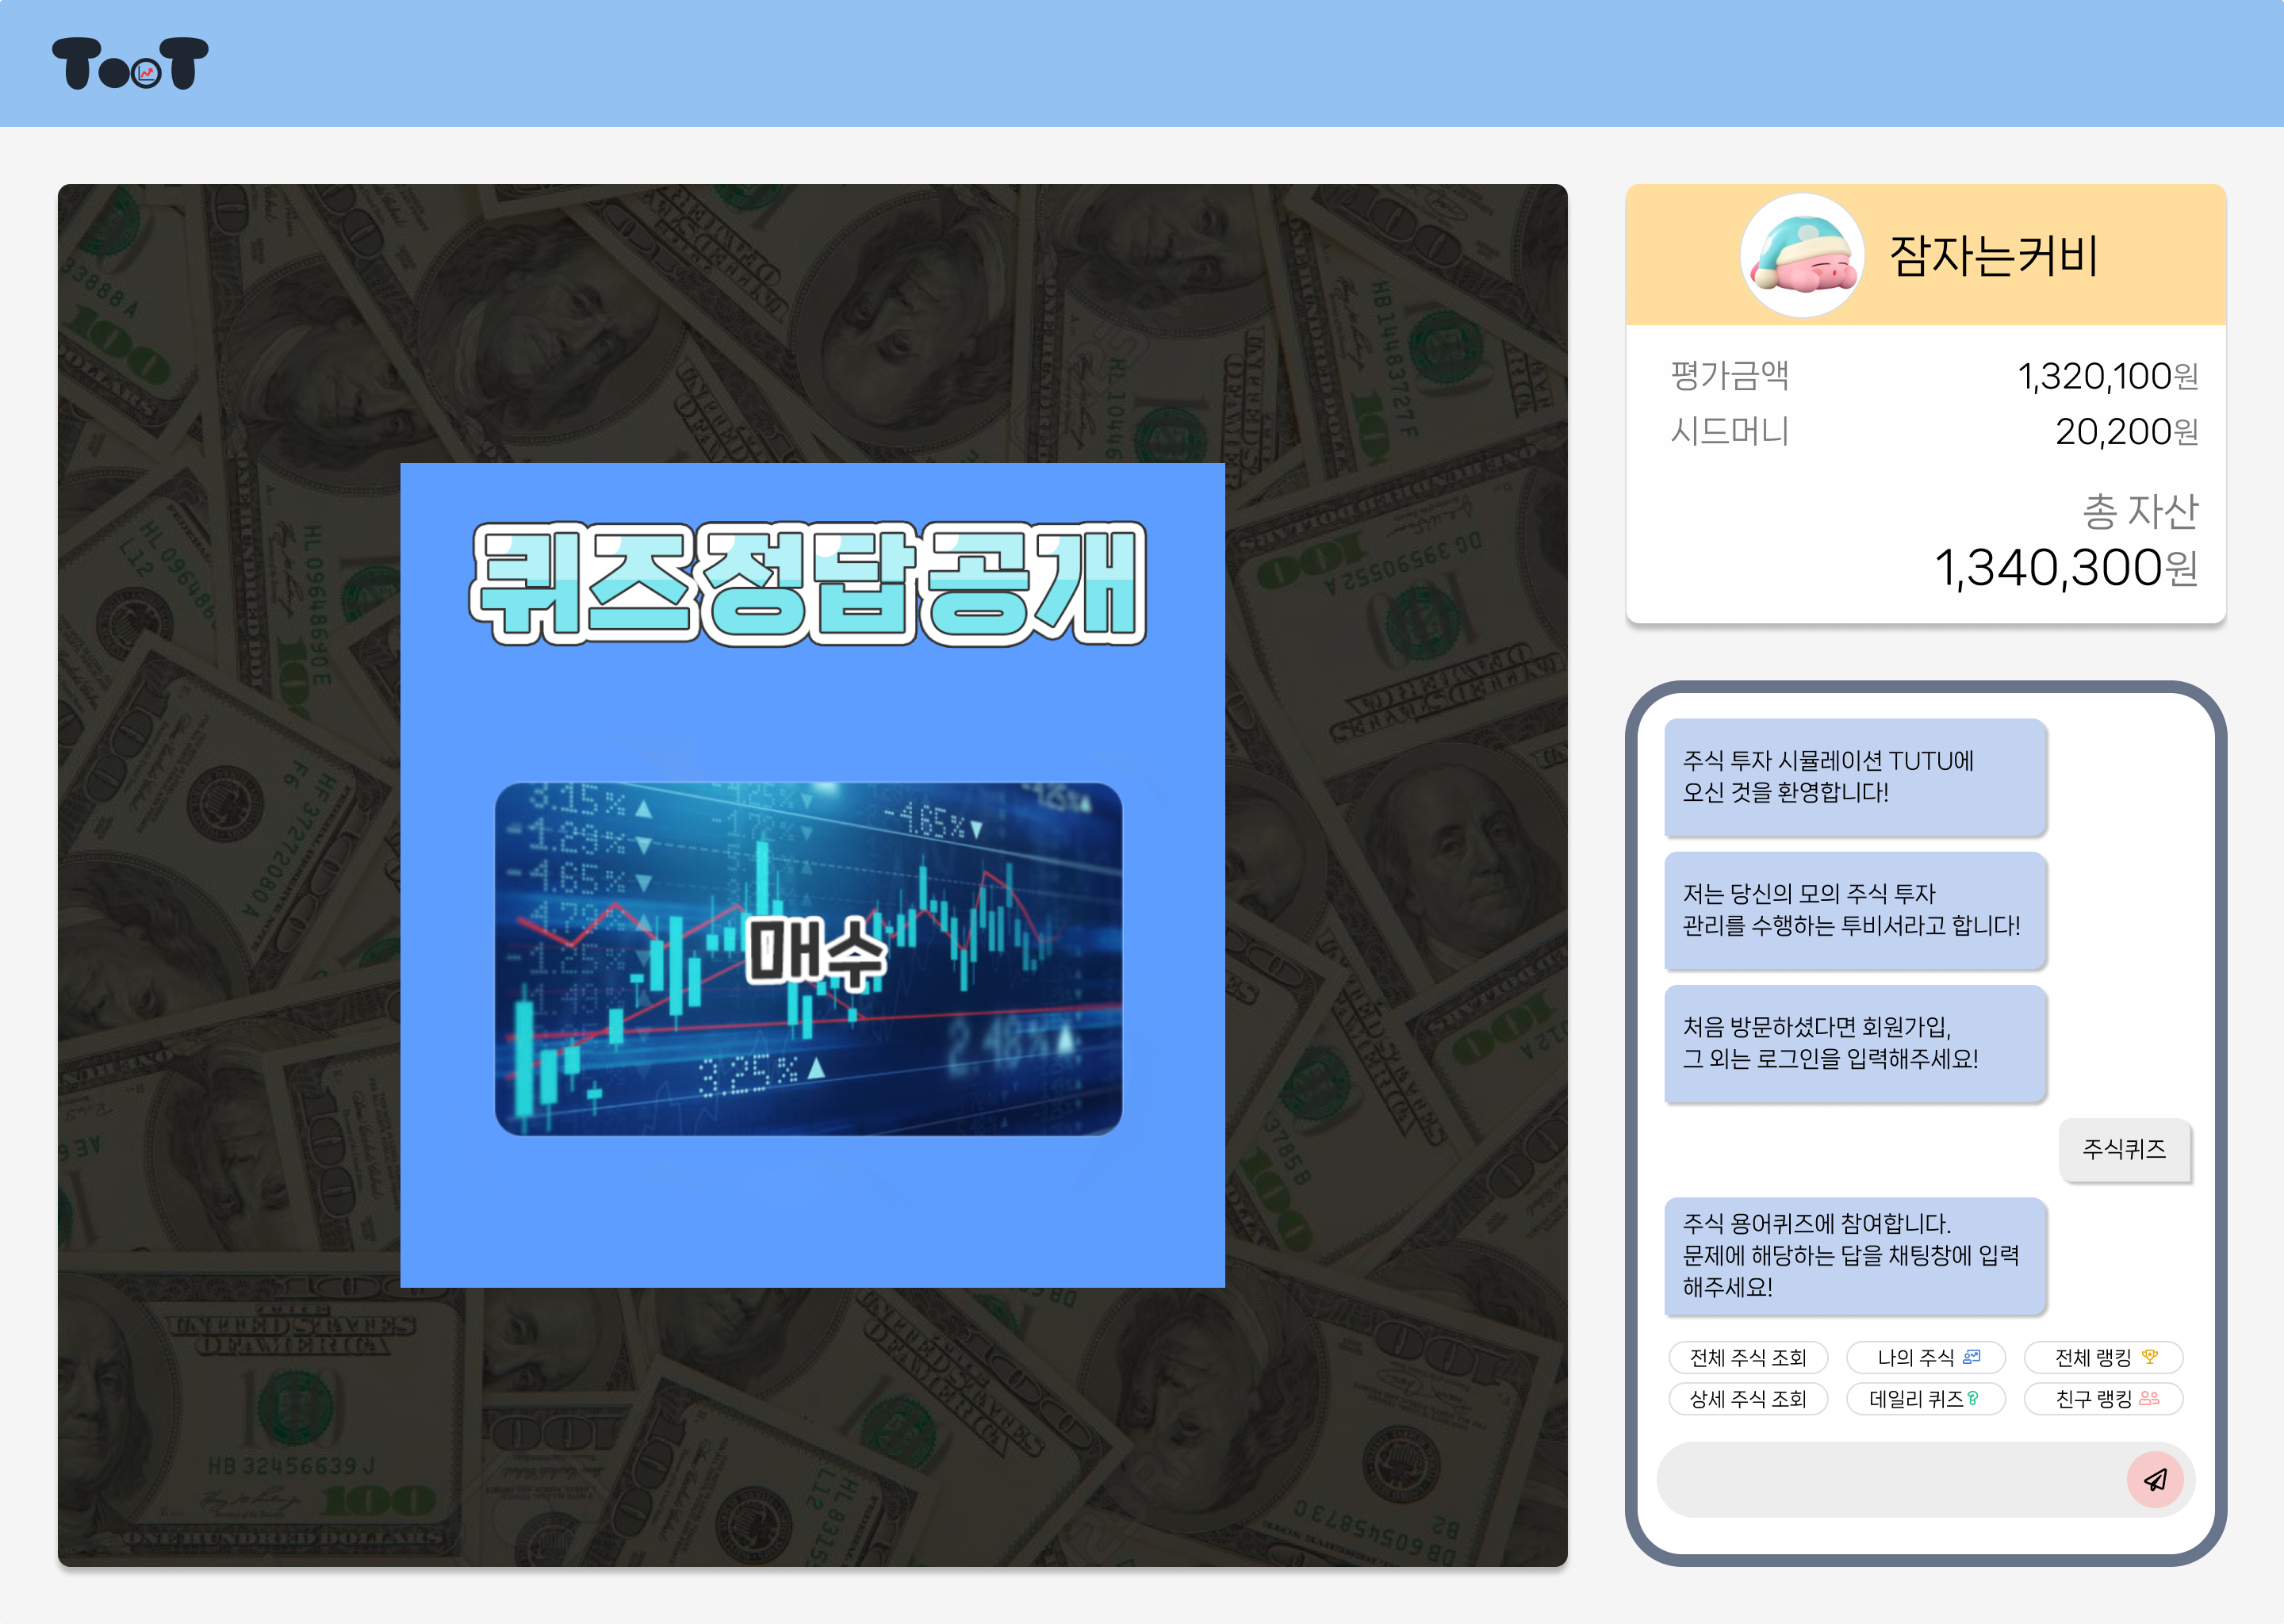 TooT
퀴즈정답공개
3.15% ▲
-1.29% ▼
-4.65% ▼
-4.65% ▼
매수
3.25% ▲
2.48% ▲
HB 32456639 J
100
ONE HUNDRED DOLLARS
UNITED STATES
OF AMERICA
잠자는커비
평가금액 1,320,100원
시드머니 20,200원
총 자산
1,340,300원
주식 투자 시뮬레이션 TUTU에
오신 것을 환영합니다!
저는 당신의 모의 주식 투자
관리를 수행하는 투비서라고 합니다!
처음 방문하셨다면 회원가입,
그 외는 로그인을 입력해주세요!
주식퀴즈
주식 용어퀴즈에 참여합니다.
문제에 해당하는 답을 채팅창에 입력
해주세요!
전체 주식 조회 나의 주식 전체 랭킹
상세 주식 조회 데일리 퀴즈 친구 랭킹